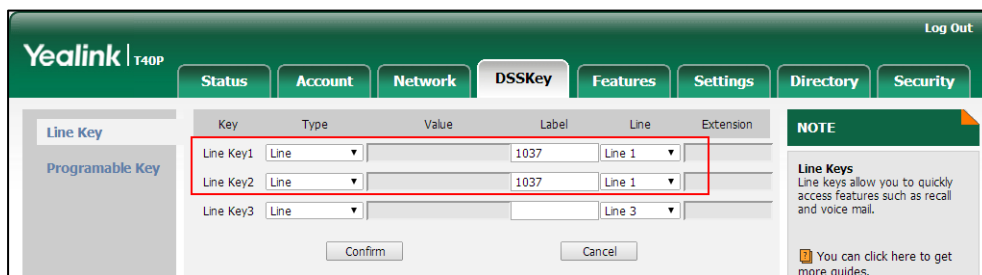 Log Out
Yealink T40P
Status Account Network DSSKey Features Settings Directory Security
Line Key
Programable Key
Key Type Value Label Line Extension
Line Key1 Line 1037 Line 1
Line Key2 Line 1037 Line 1
Line Key3 Line Line 3
Confirm Cancel
NOTE
Line Keys
Line keys allow you to quickly
access features such as recall
and voice mail.
You can click here to get
more guides.